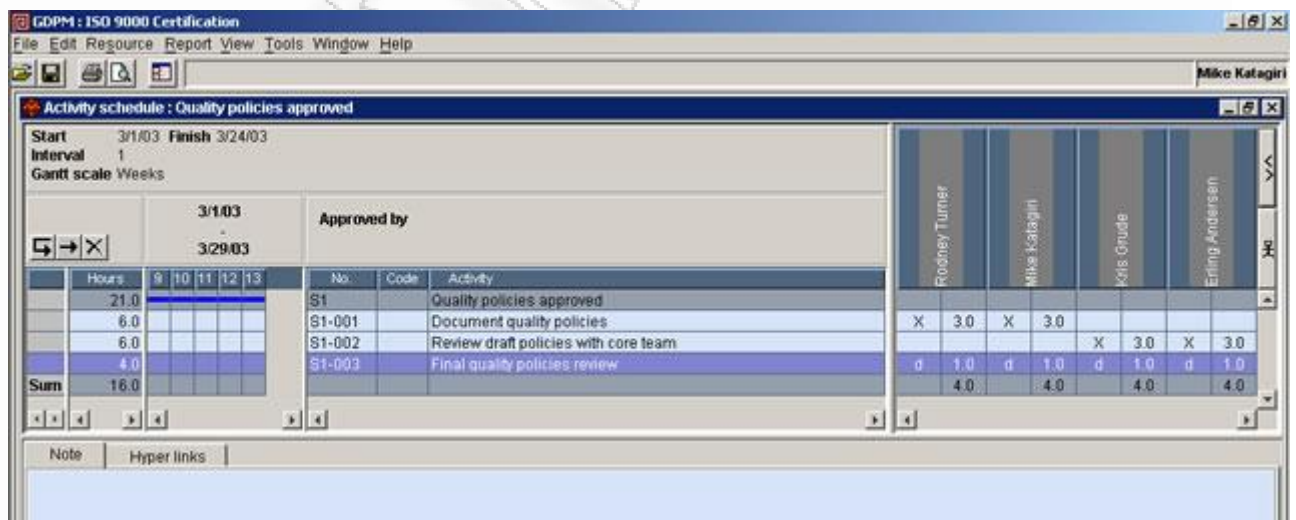 GDPM : ISO 9000 Certification
File Edit Resource Report View Tools Window Help
Mike Katagiri
Activity schedule : Quality policies approved
Start 3/1/03 Finish 3/24/03
Interval 1
Gantt scale Weeks
3/1/03
-
3/29/03
Approved by
Rodney Turner
Mike Katagiri
Kris Grude
Erling Andersen
Hours 9 10 11 12 13 No. Code Activity
21.0 S1 Quality policies approved
6.0 S1-001 Document quality policies X 3.0 X 3.0
6.0 S1-002 Review draft policies with core team X 3.0 X 3.0
4.0 S1-003 Final quality policies review d 1.0 d 1.0 d 1.0 d 1.0
Sum 16.0 4.0 4.0 4.0 4.0
Note Hyper links